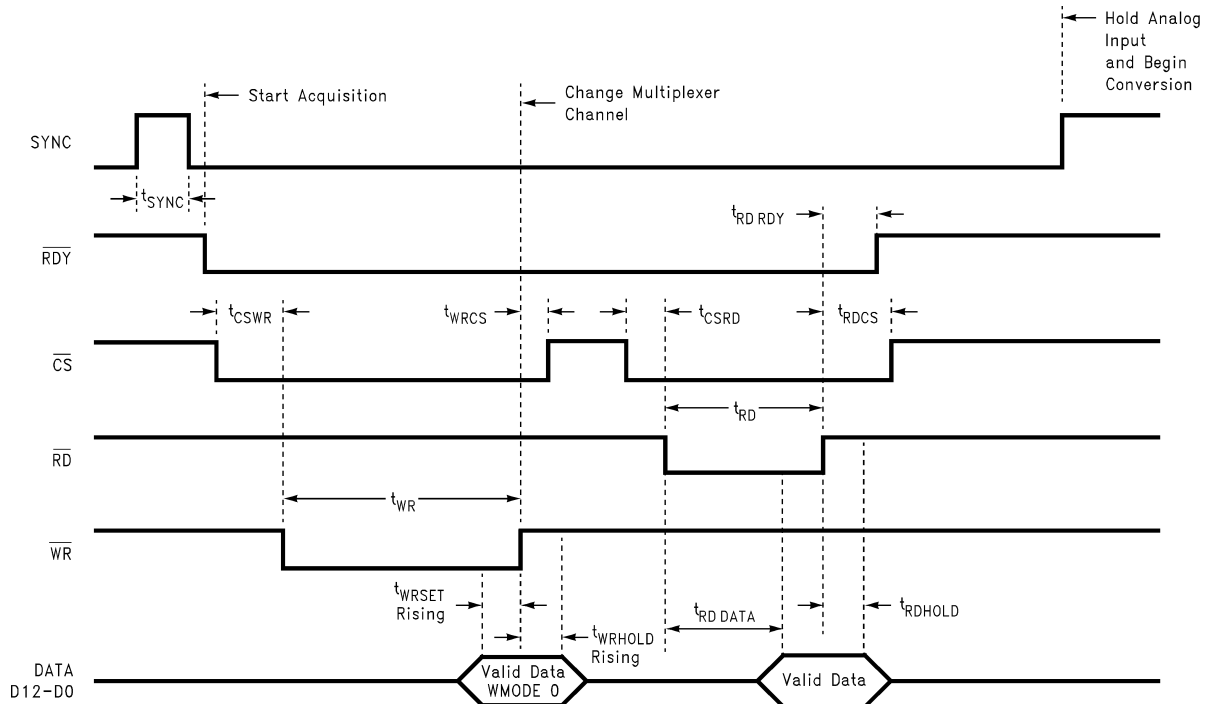 Hold Analog
Input
and Begin
Conversion
Start Acquisition
Change Multiplexer
Channel
SYNC
tSYNC
tRD RDY
RDY
tCSWR
tWRCS
tCSRD
tRDCS
CS
tRD
RD
tWR
WR
tWRSET
Rising
tRD DATA
tRDHOLD
tWRHOLD
Rising
DATA
D12-D0
Valid Data
WMODE 0
Valid Data